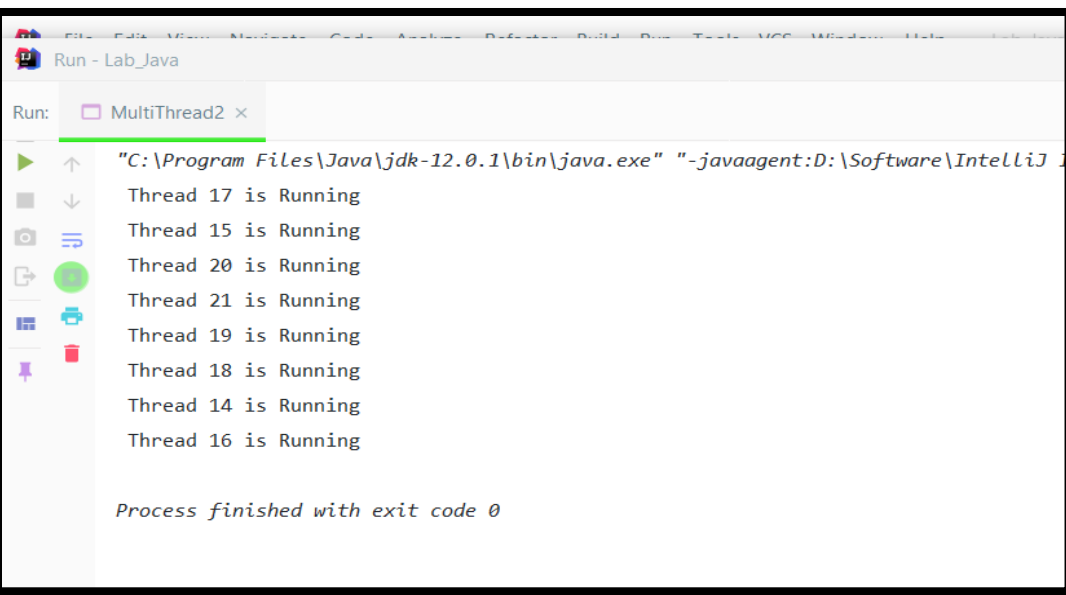 Run - Lab_Java
Run: MultiThread2 ×
"C:\Program Files\Java\jdk-12.0.1\bin\java.exe" "-javaagent:D:\Software\IntelliJ
Thread 17 is Running
Thread 15 is Running
Thread 20 is Running
Thread 21 is Running
Thread 19 is Running
Thread 18 is Running
Thread 14 is Running
Thread 16 is Running
Process finished with exit code 0